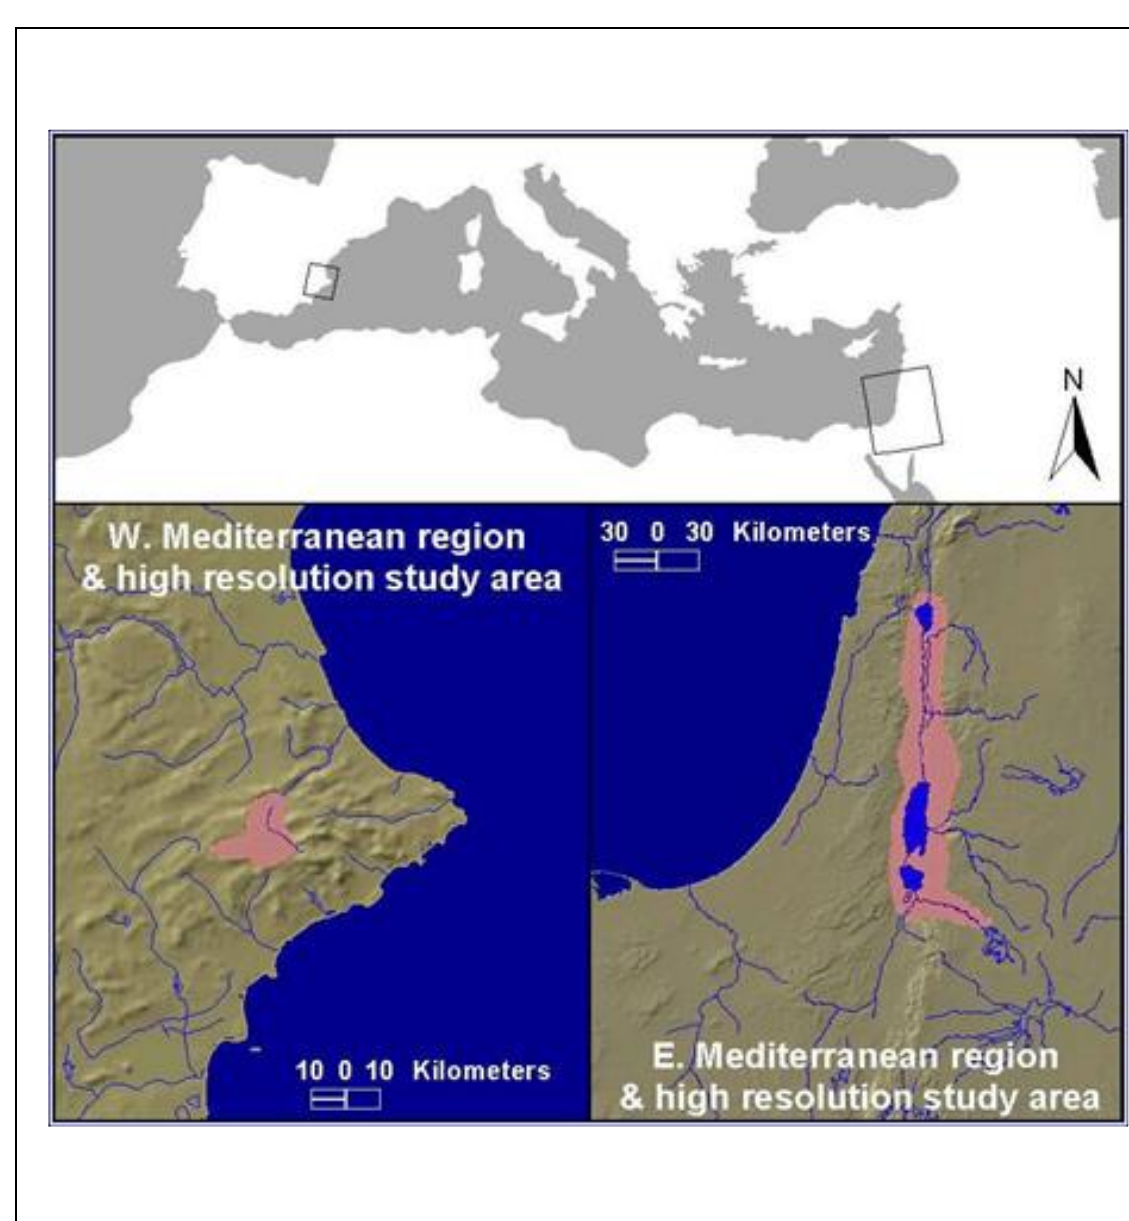 N
W. Mediterranean region
& high resolution study area
30 0 30 Kilometers
10 0 10 Kilometers
E. Mediterranean region
& high resolution study area